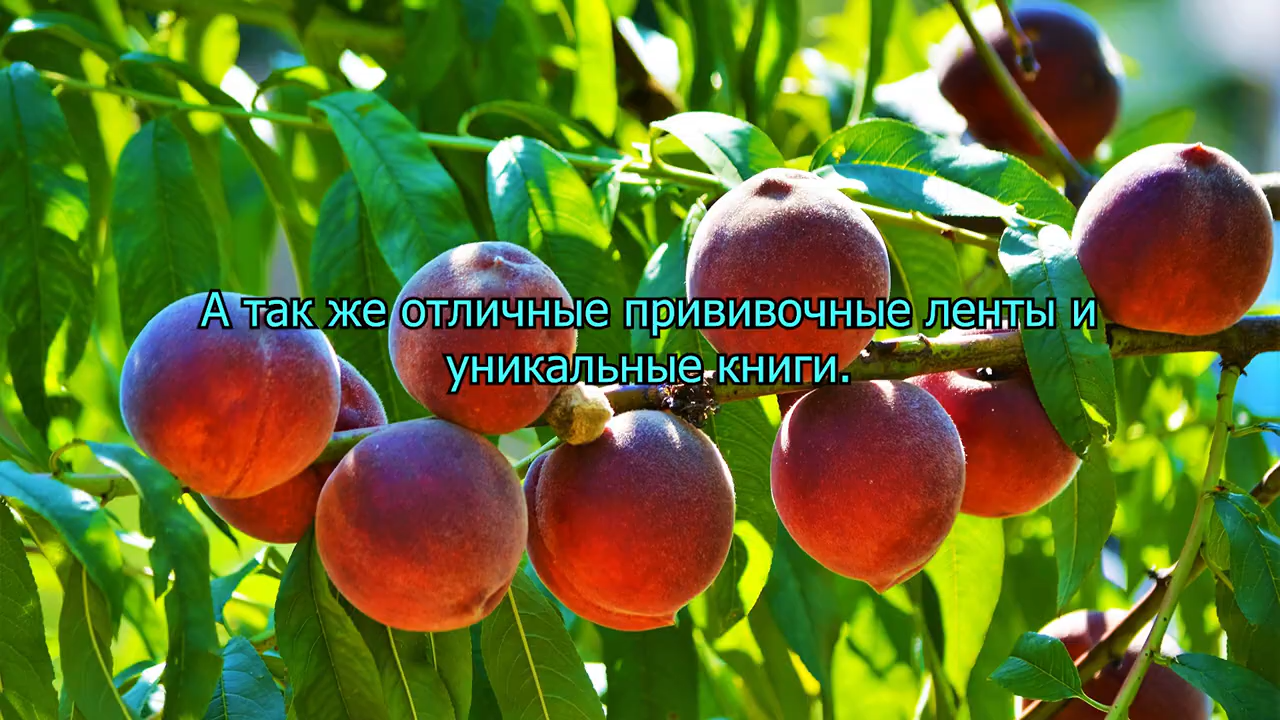 А так же отличные прививочные ленты и
уникальные книги.